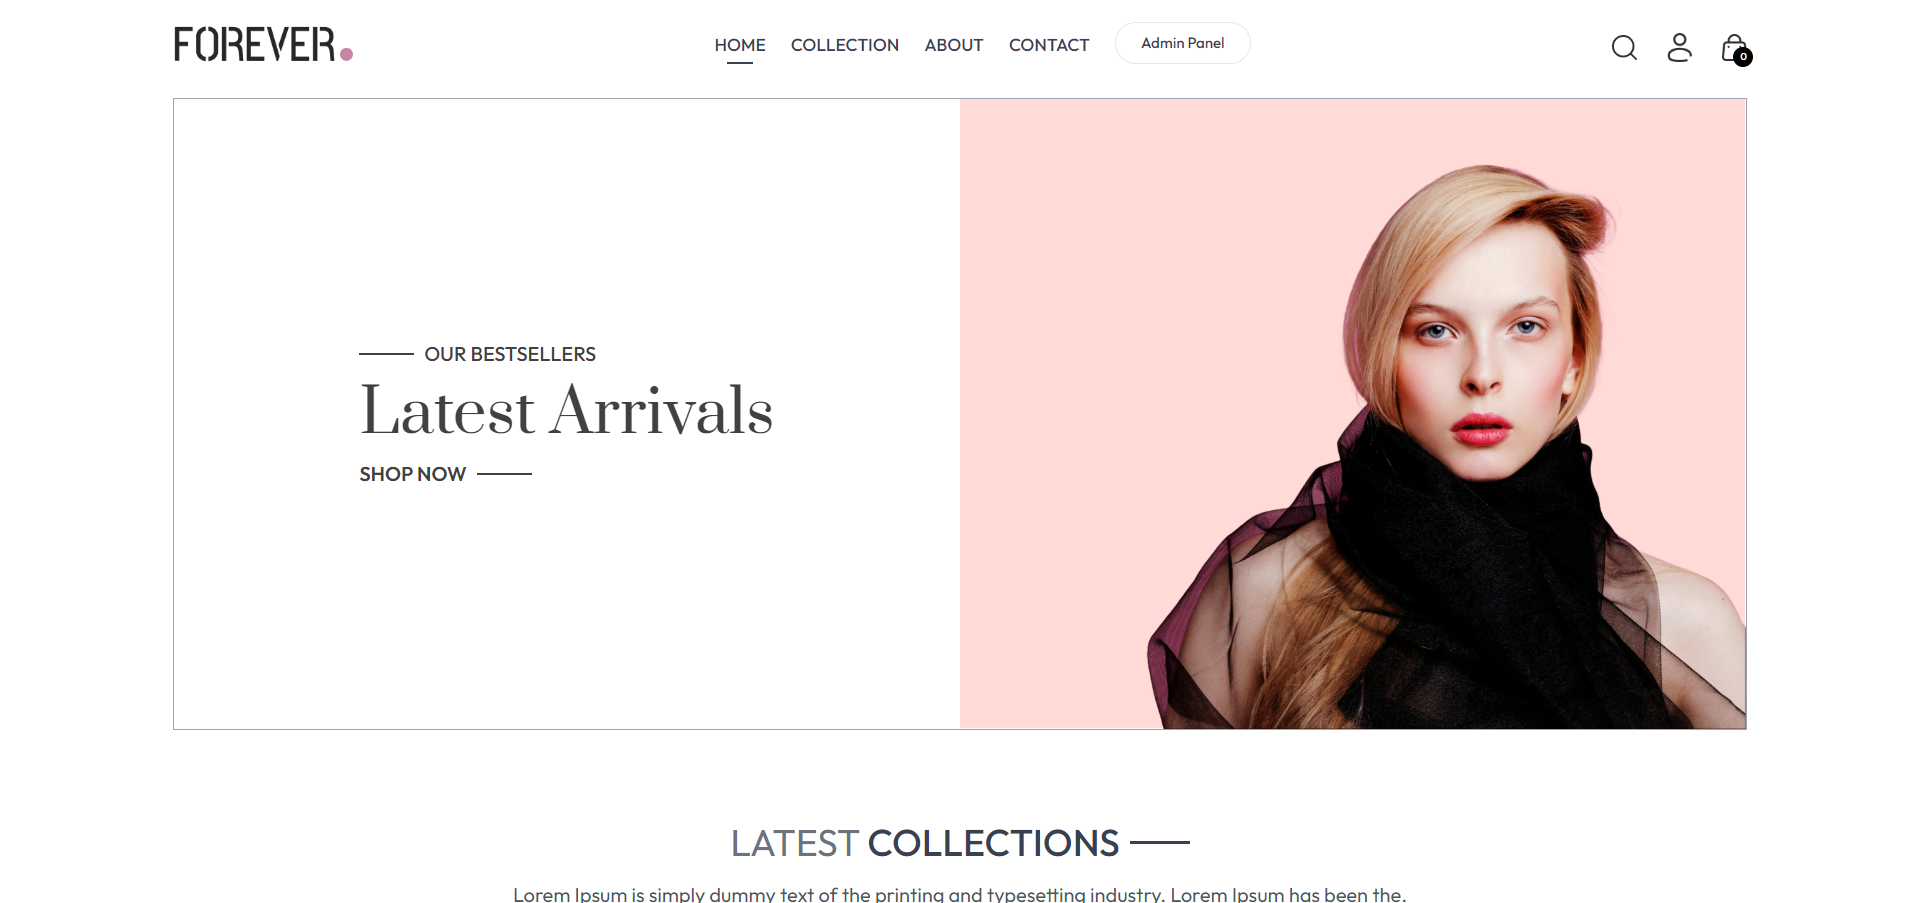 FOREVER.
HOME COLLECTION ABOUT CONTACT Admin Panel
0
OUR BESTSELLERS
Latest Arrivals
SHOP NOW
LATEST COLLECTIONS
Lorem Ipsum is simply dummy text of the printing and typesetting industry. Lorem Ipsum has been the.